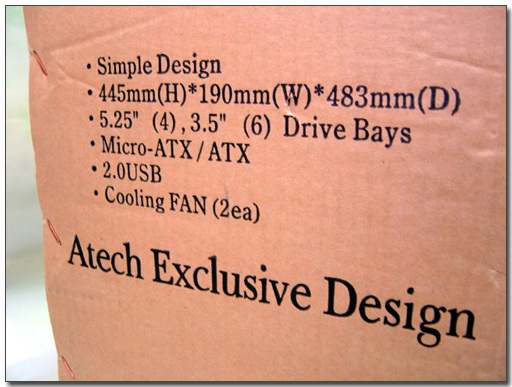 • Simple Design
• 445mm(H)*190mm(W)*483mm(D)
• 5.25" (4), 3.5" (6) Drive Bays
• Micro-ATX / ATX
• 2.0USB
• Cooling FAN (2ea)
Atech Exclusive Design